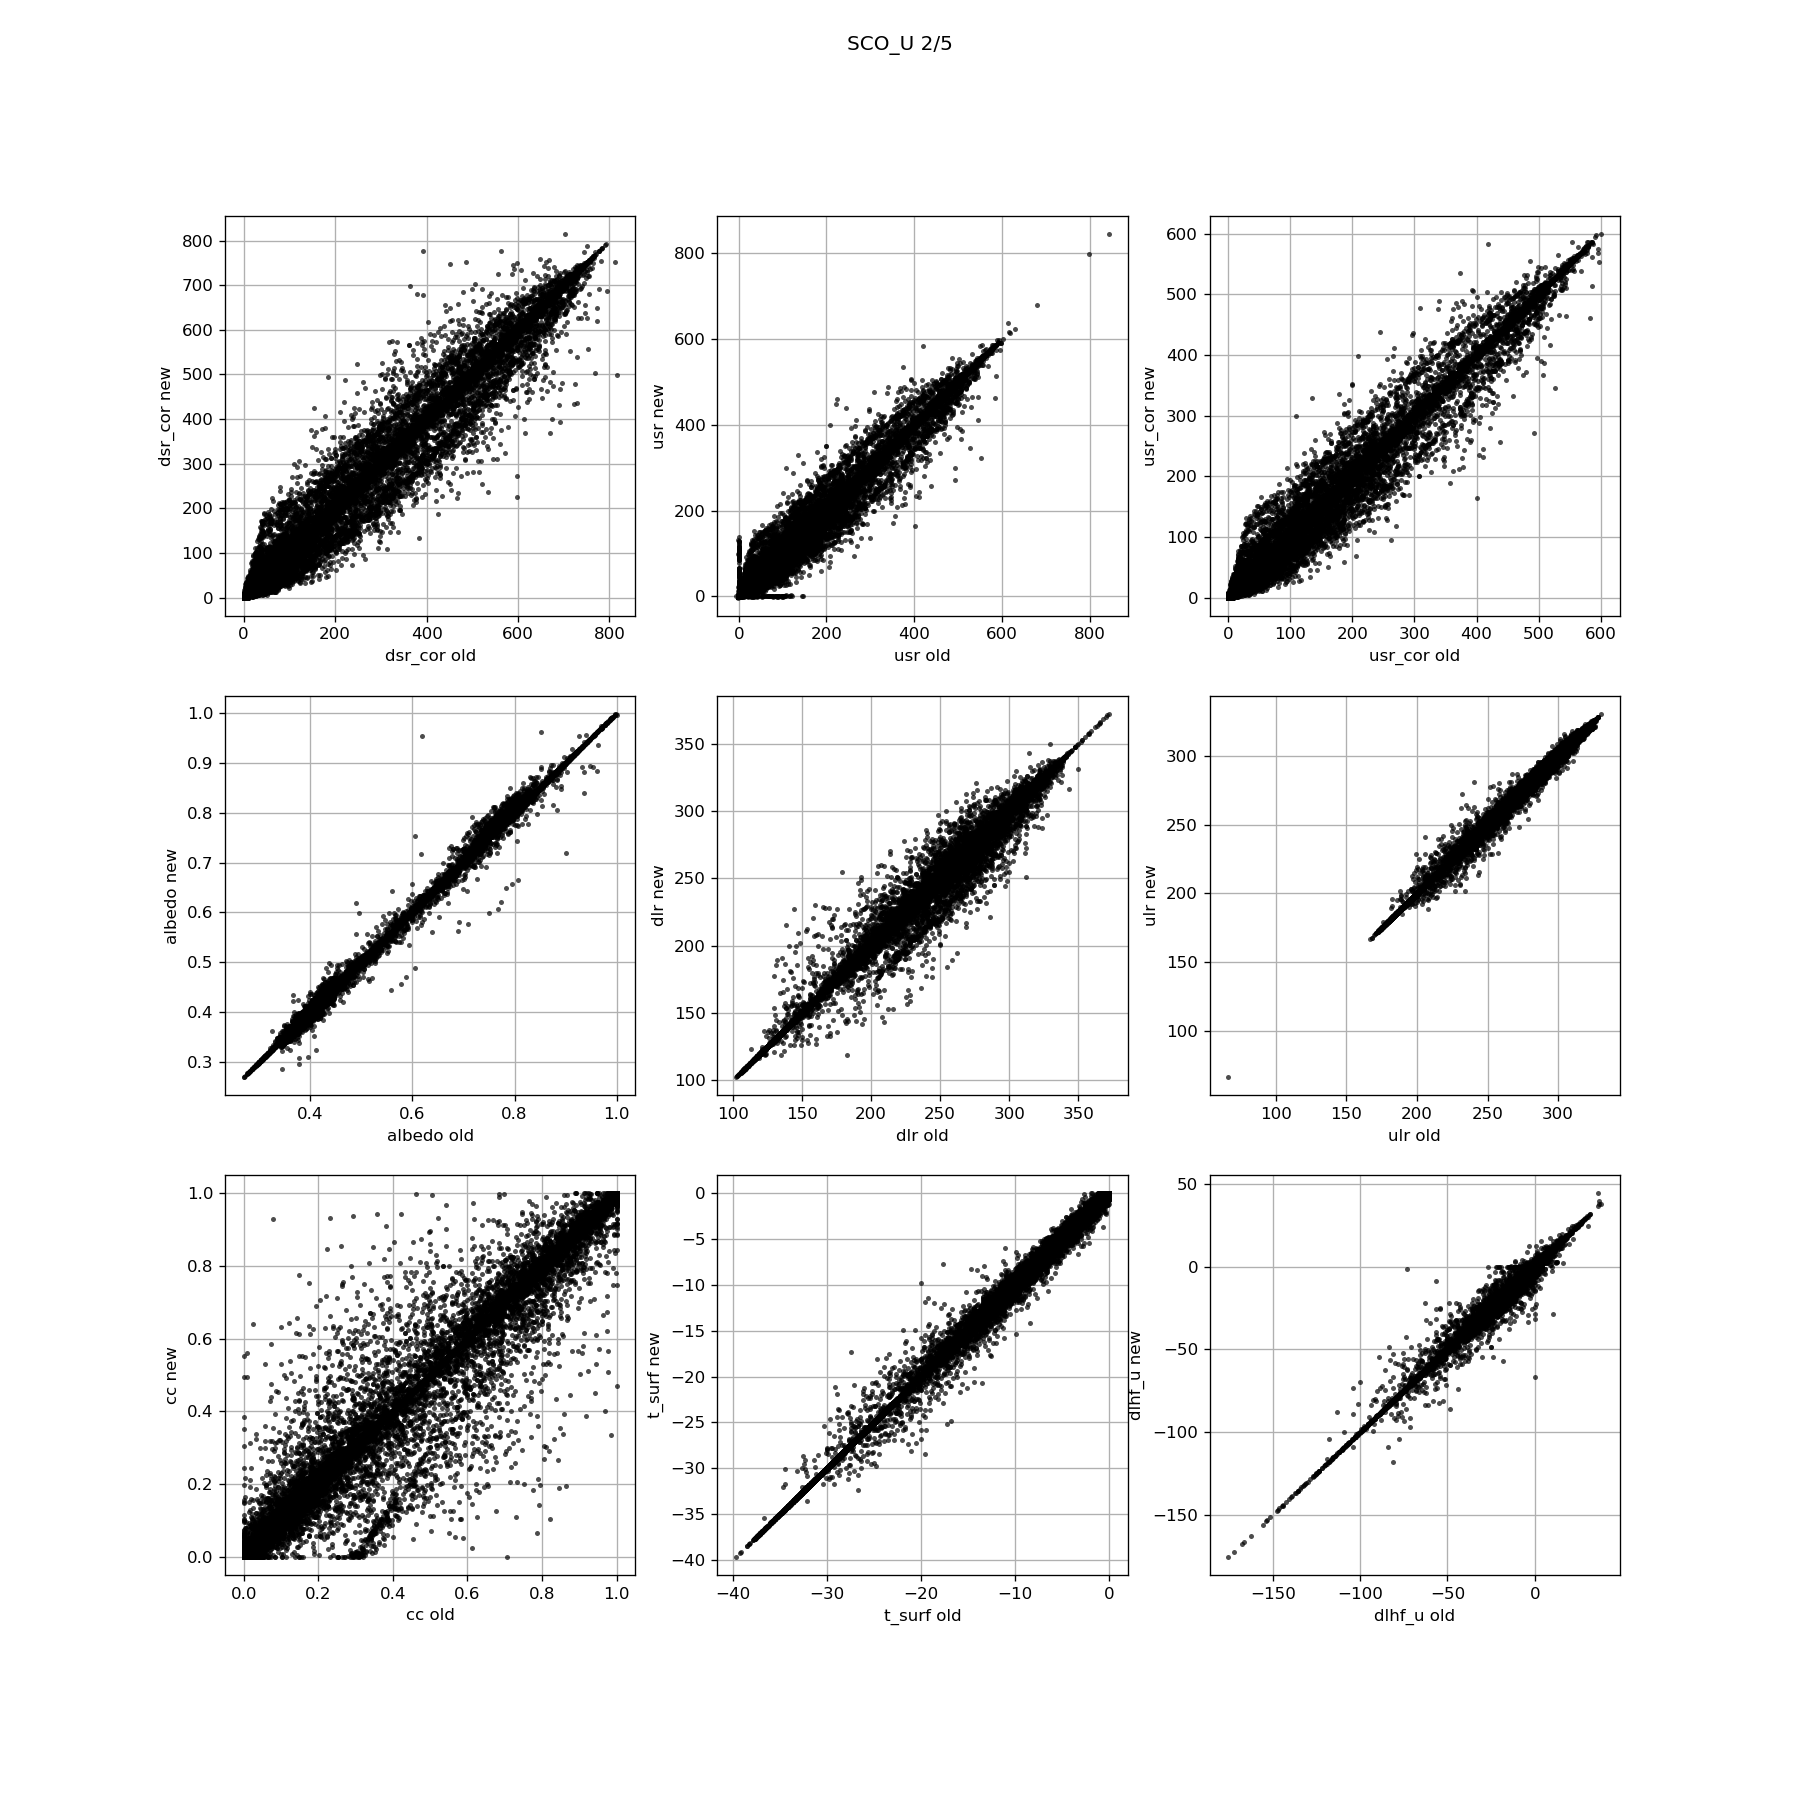 SCO_U 2/5
800
700
600
500
400
300
200
100
0
dsr_cor new
0 200 400 600 800
dsr_cor old
800
600
400
200
0
usr new
0 200 400 600 800
usr old
600
500
400
300
200
100
0
usr_cor new
0 100 200 300 400 500 600
usr_cor old
1.0
0.9
0.8
0.7
0.6
0.5
0.4
0.3
albedo new
0.4 0.6 0.8 1.0
albedo old
350
300
250
200
150
100
dlr new
100 150 200 250 300 350
dlr old
300
250
200
150
100
ulr new
100 150 200 250 300
ulr old
1.0
0.8
0.6
0.4
0.2
0.0
cc new
0.0 0.2 0.4 0.6 0.8 1.0
cc old
0
−5
−10
−15
−20
−25
−30
−35
−40
t_surf new
−40 −30 −20 −10 0
t_surf old
50
0
−50
−100
−150
dlhf_u new
−150 −100 −50 0
dlhf_u old